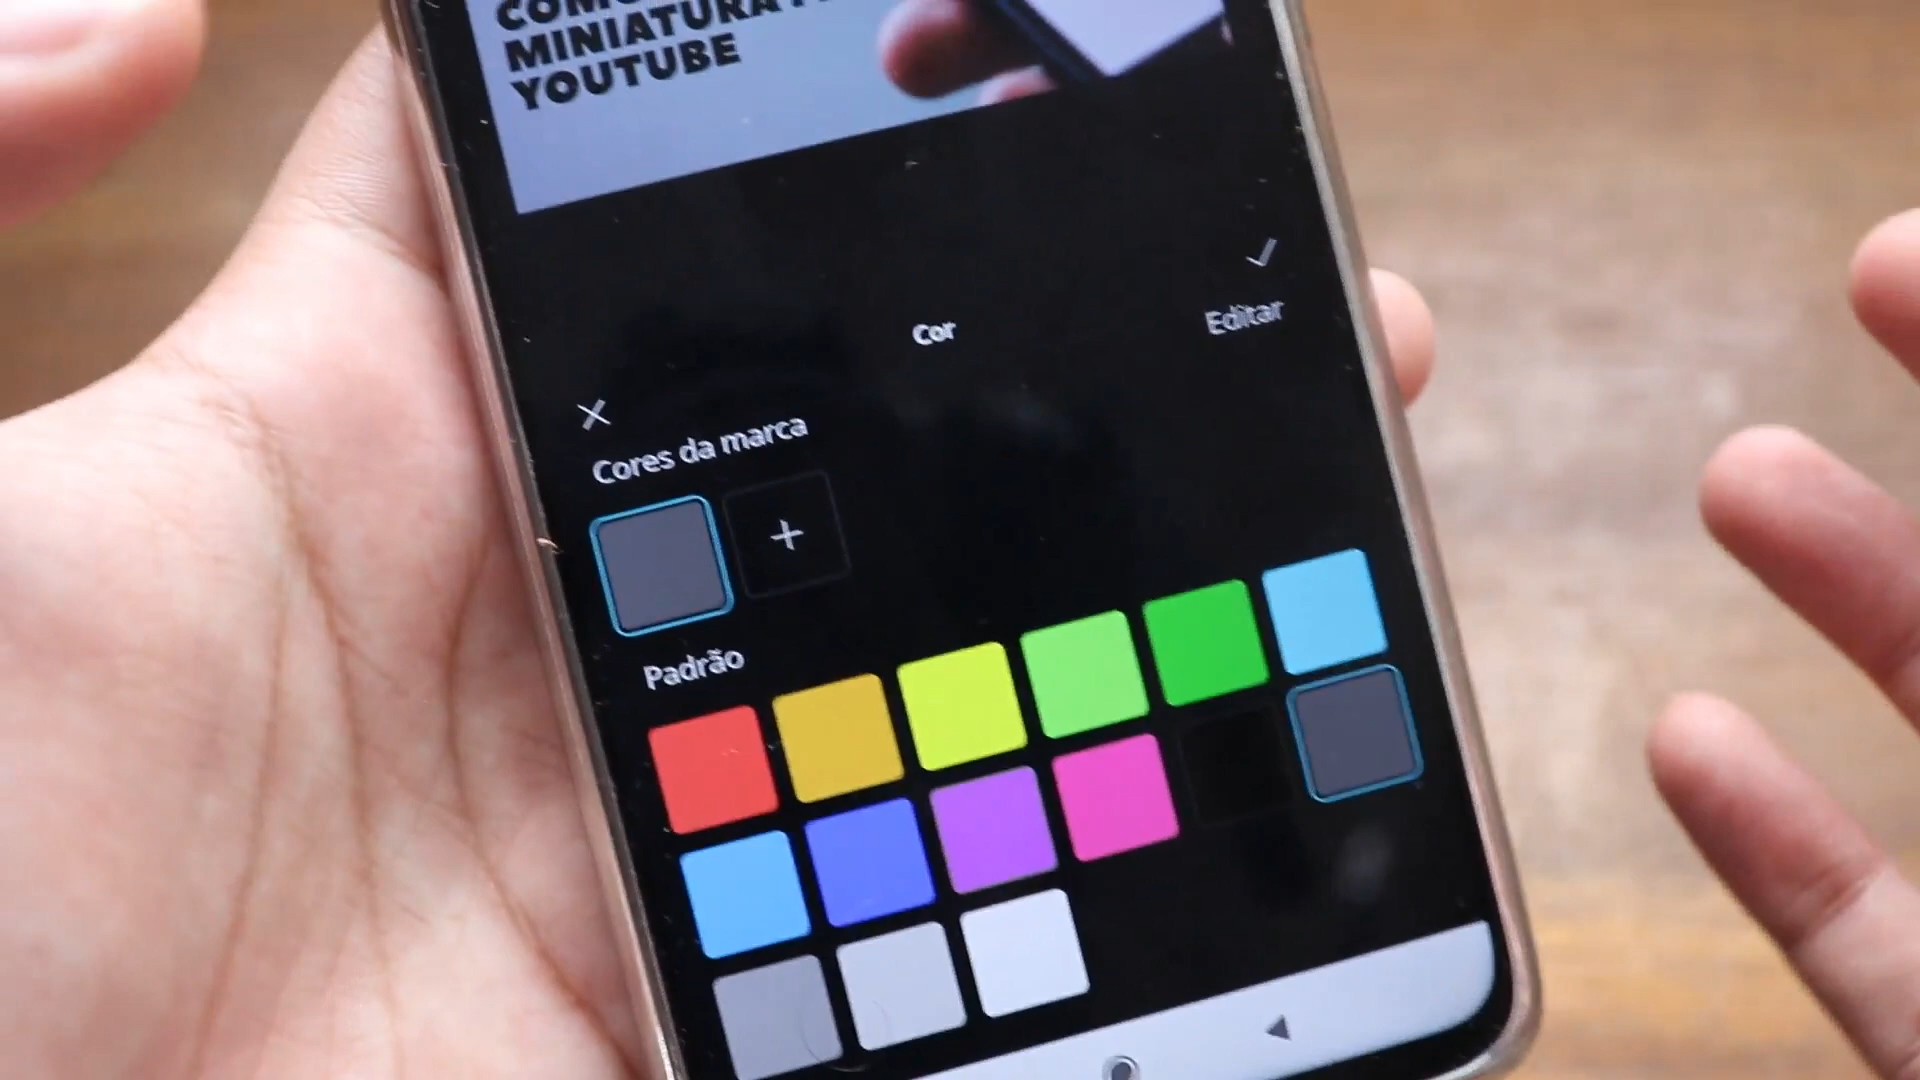 MINIATURA
YOUTUBE
Cor
Editar
Cores da marca
Padrão